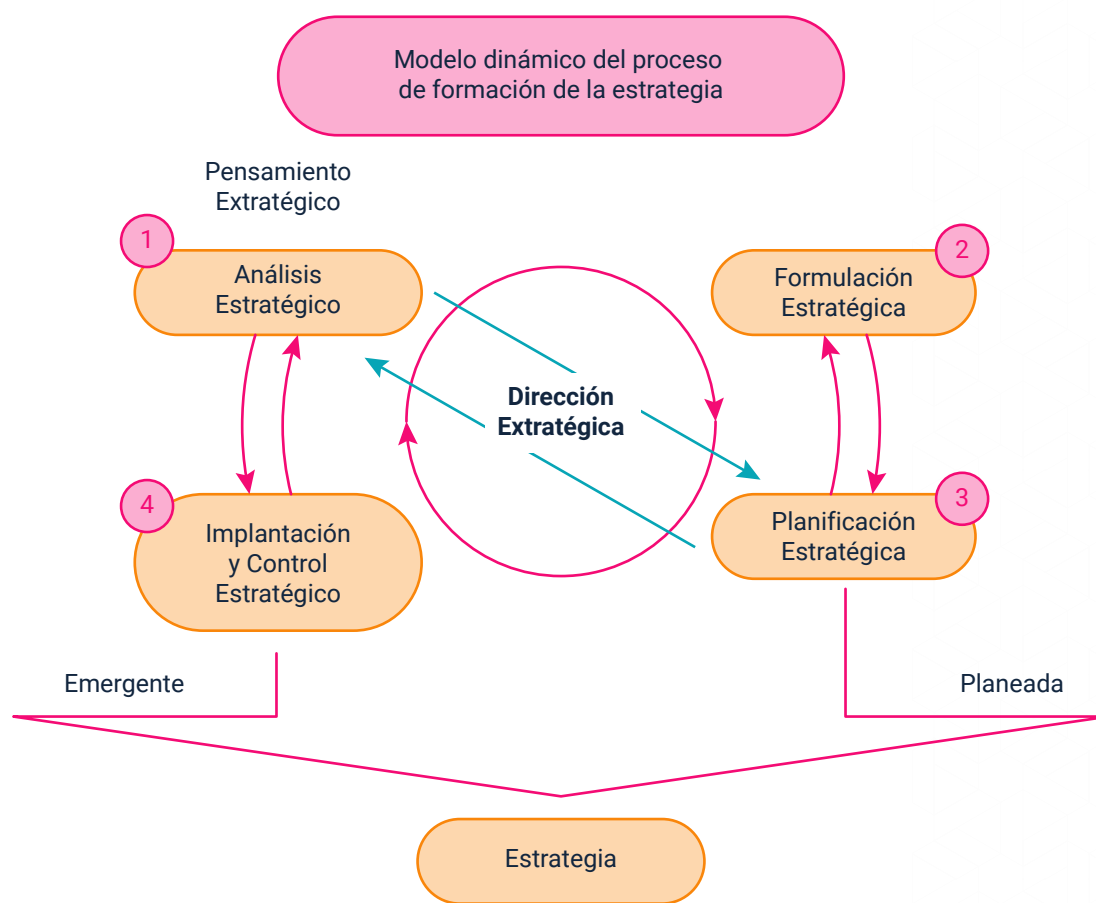 Modelo dinámico del proceso
de formación de la estrategia
Pensamiento
Extratégico
1
Análisis
Estratégico
2
Formulación
Estratégica
Dirección
Extratégica
4
Implantación
y Control
Estratégico
3
Planificación
Estratégica
Emergente
Planeada
Estrategia